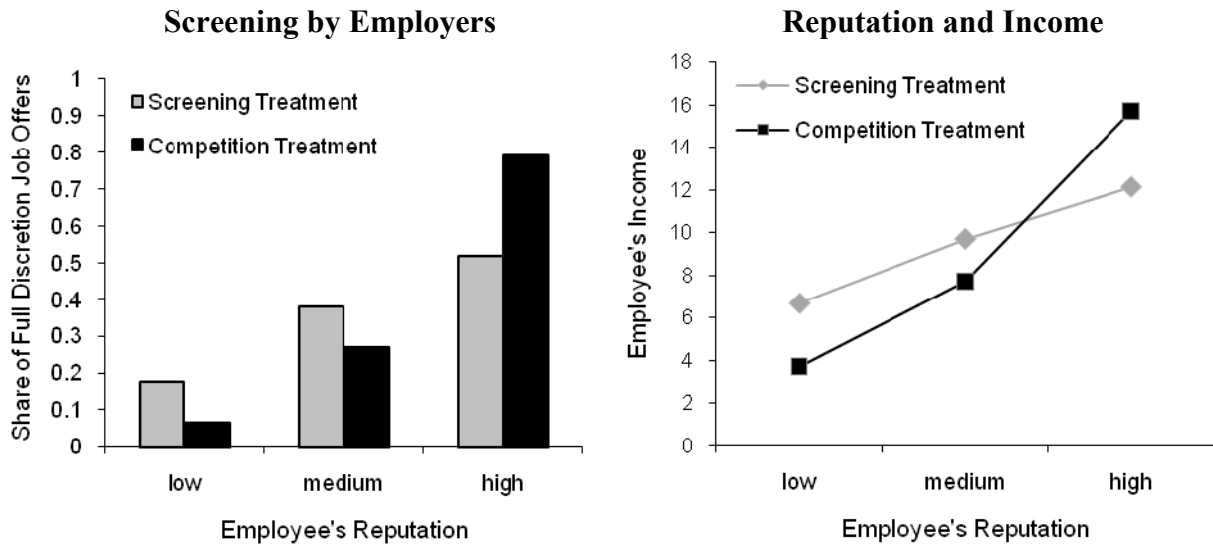 Screening by Employers
Share of Full Discretion Job Offers
1
0.9
0.8
0.7
0.6
0.5
0.4
0.3
0.2
0.1
0
Screening Treatment
Competition Treatment
low medium high
Employee's Reputation
Reputation and Income
Employee's Income
18
16
14
12
10
8
6
4
2
0
Screening Treatment
Competition Treatment
low medium high
Employee's Reputation